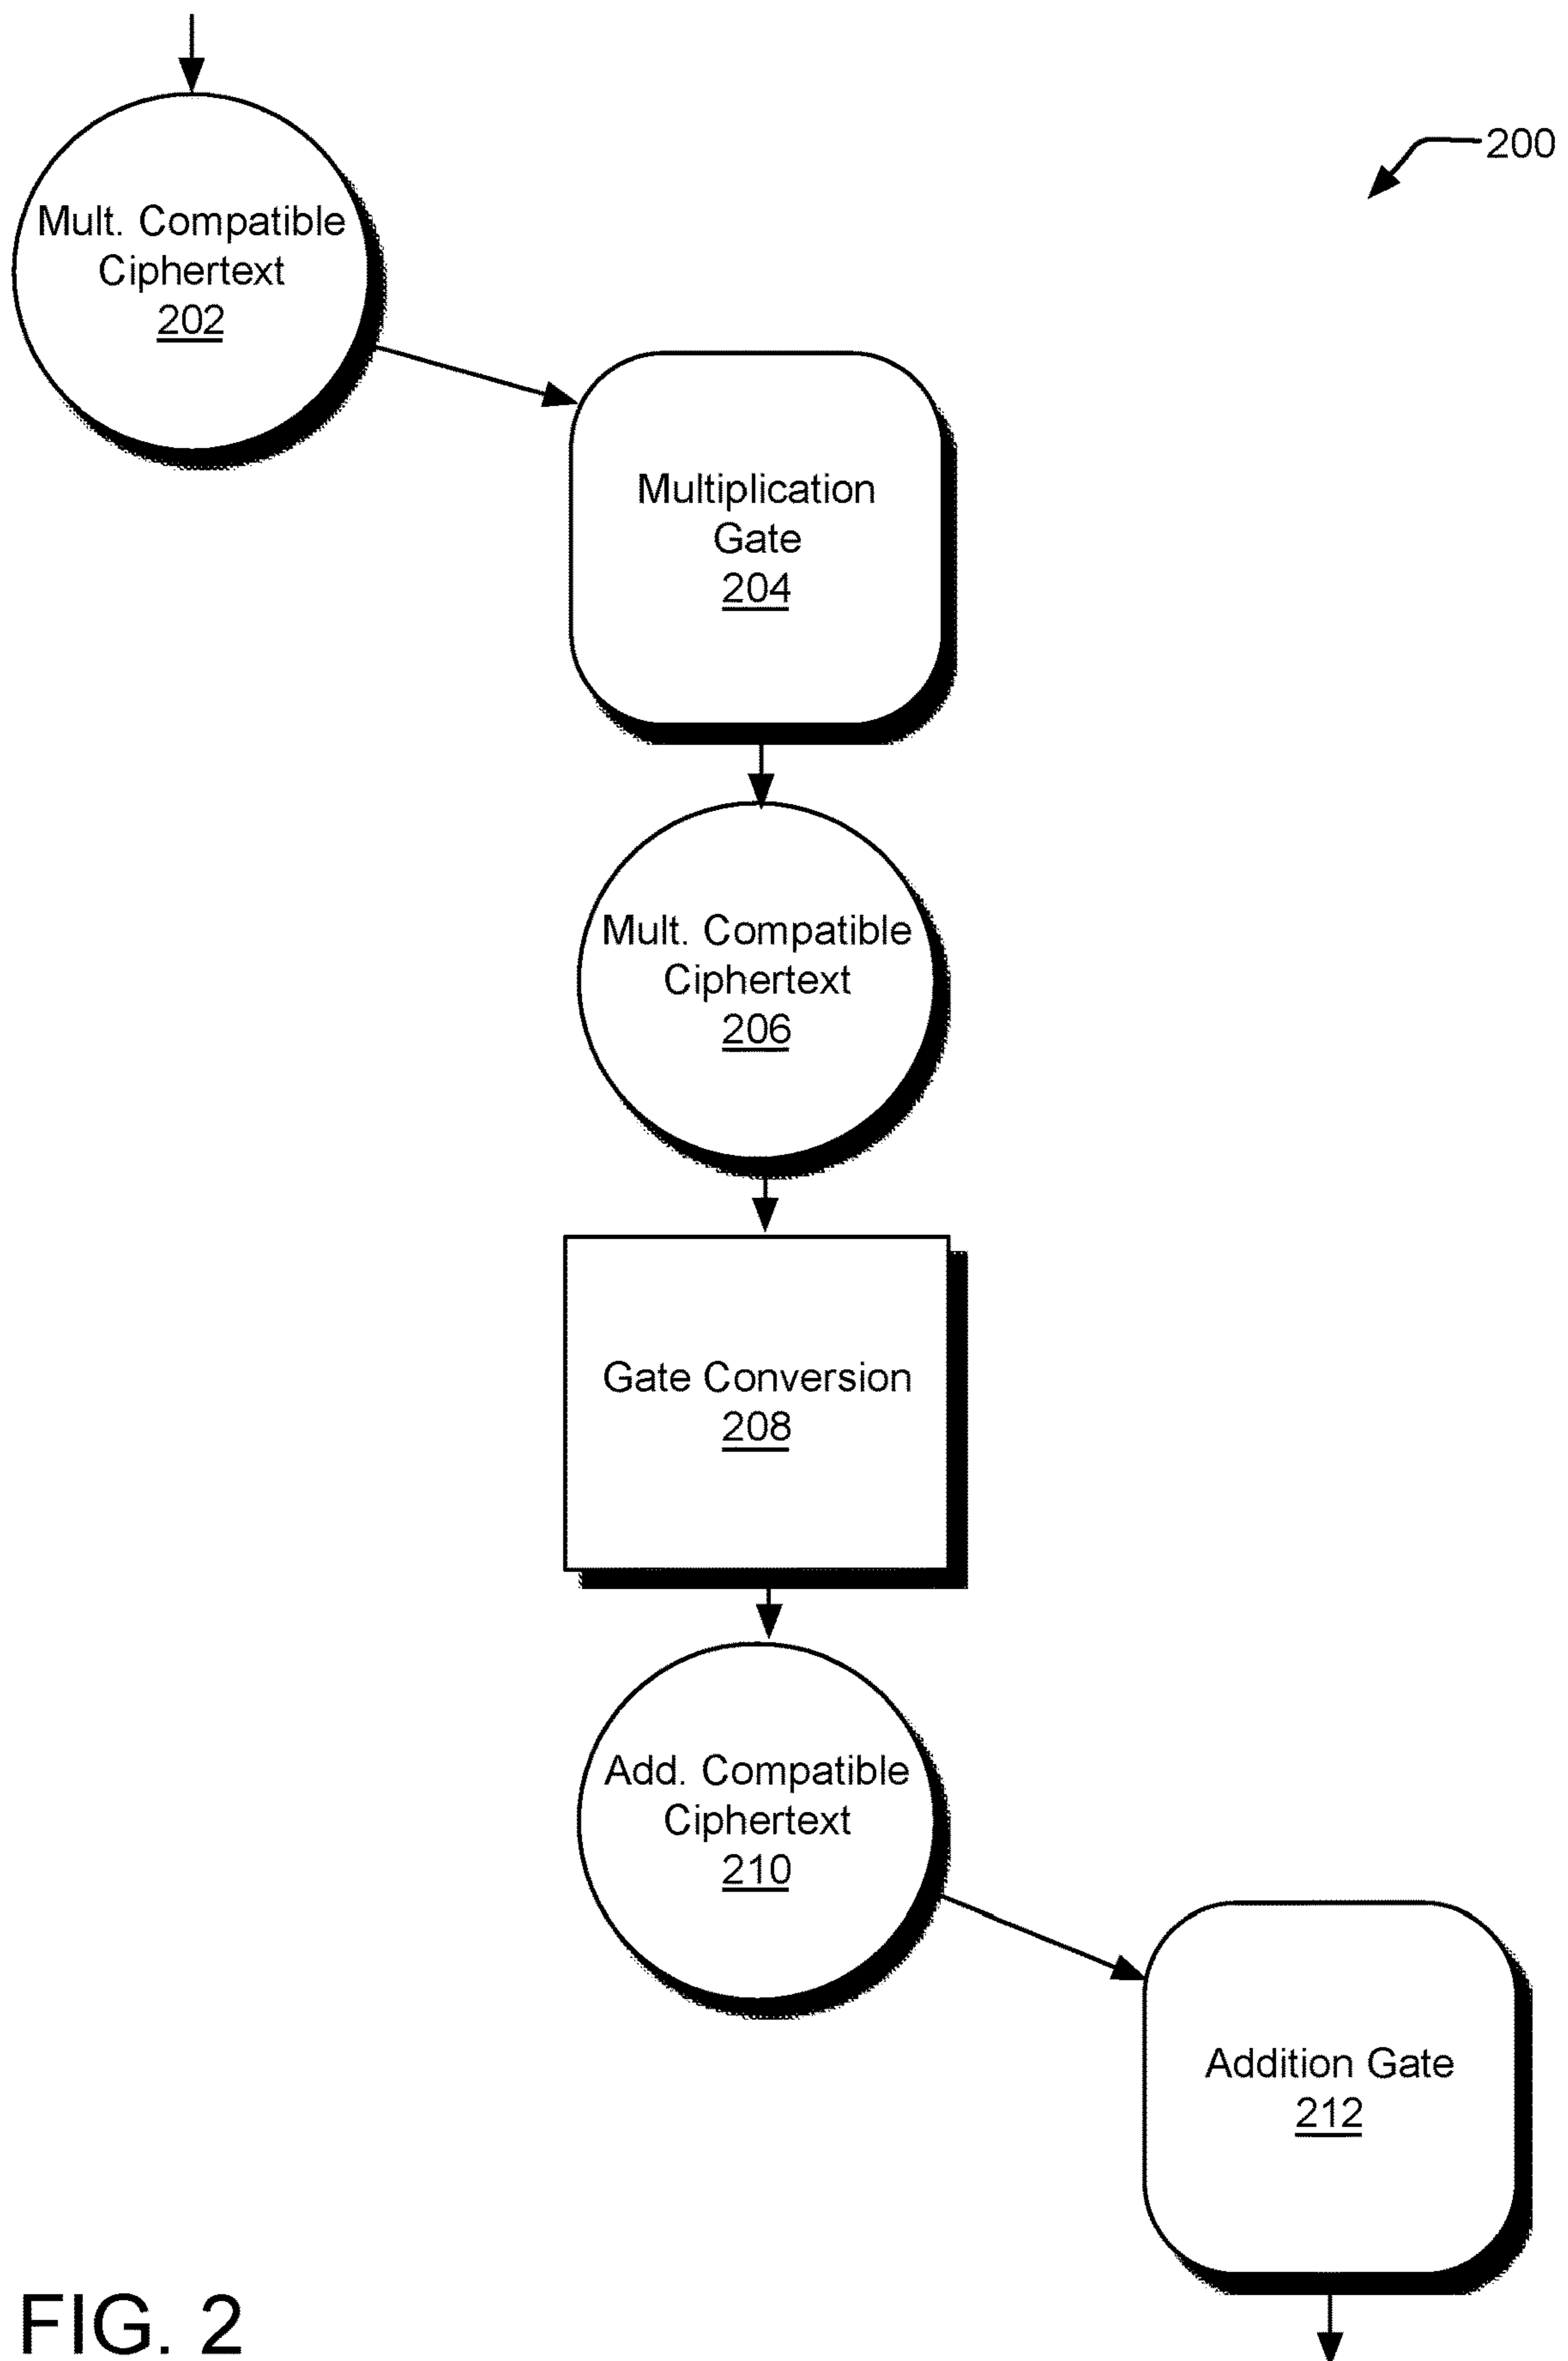 200
Mult. Compatible
Ciphertext
202
Multiplication
Gate
204
Mult. Compatible
Ciphertext
206
Gate Conversion
208
Add. Compatible
Ciphertext
210
Addition Gate
212
FIG. 2